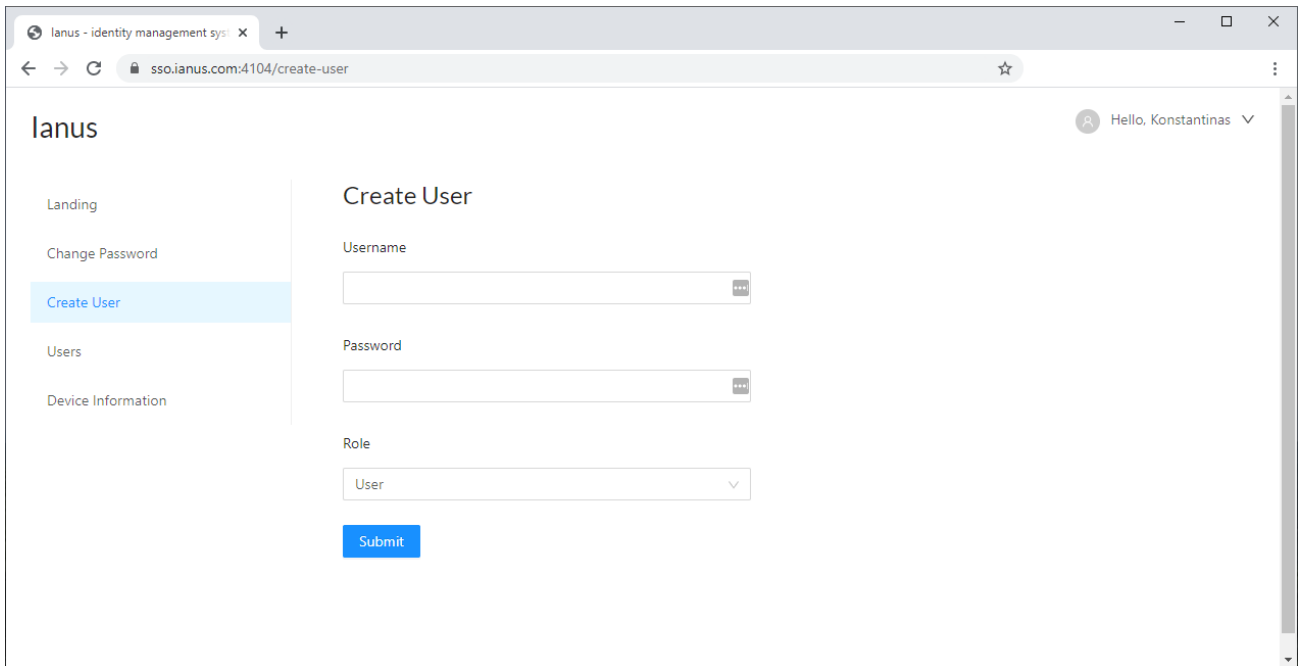 Ianus - identity management syst
sso.ianus.com:4104/create-user
Ianus
Hello, Konstantinas
Landing
Change Password
Create User
Users
Device Information
Create User
Username
Password
Role
User
Submit